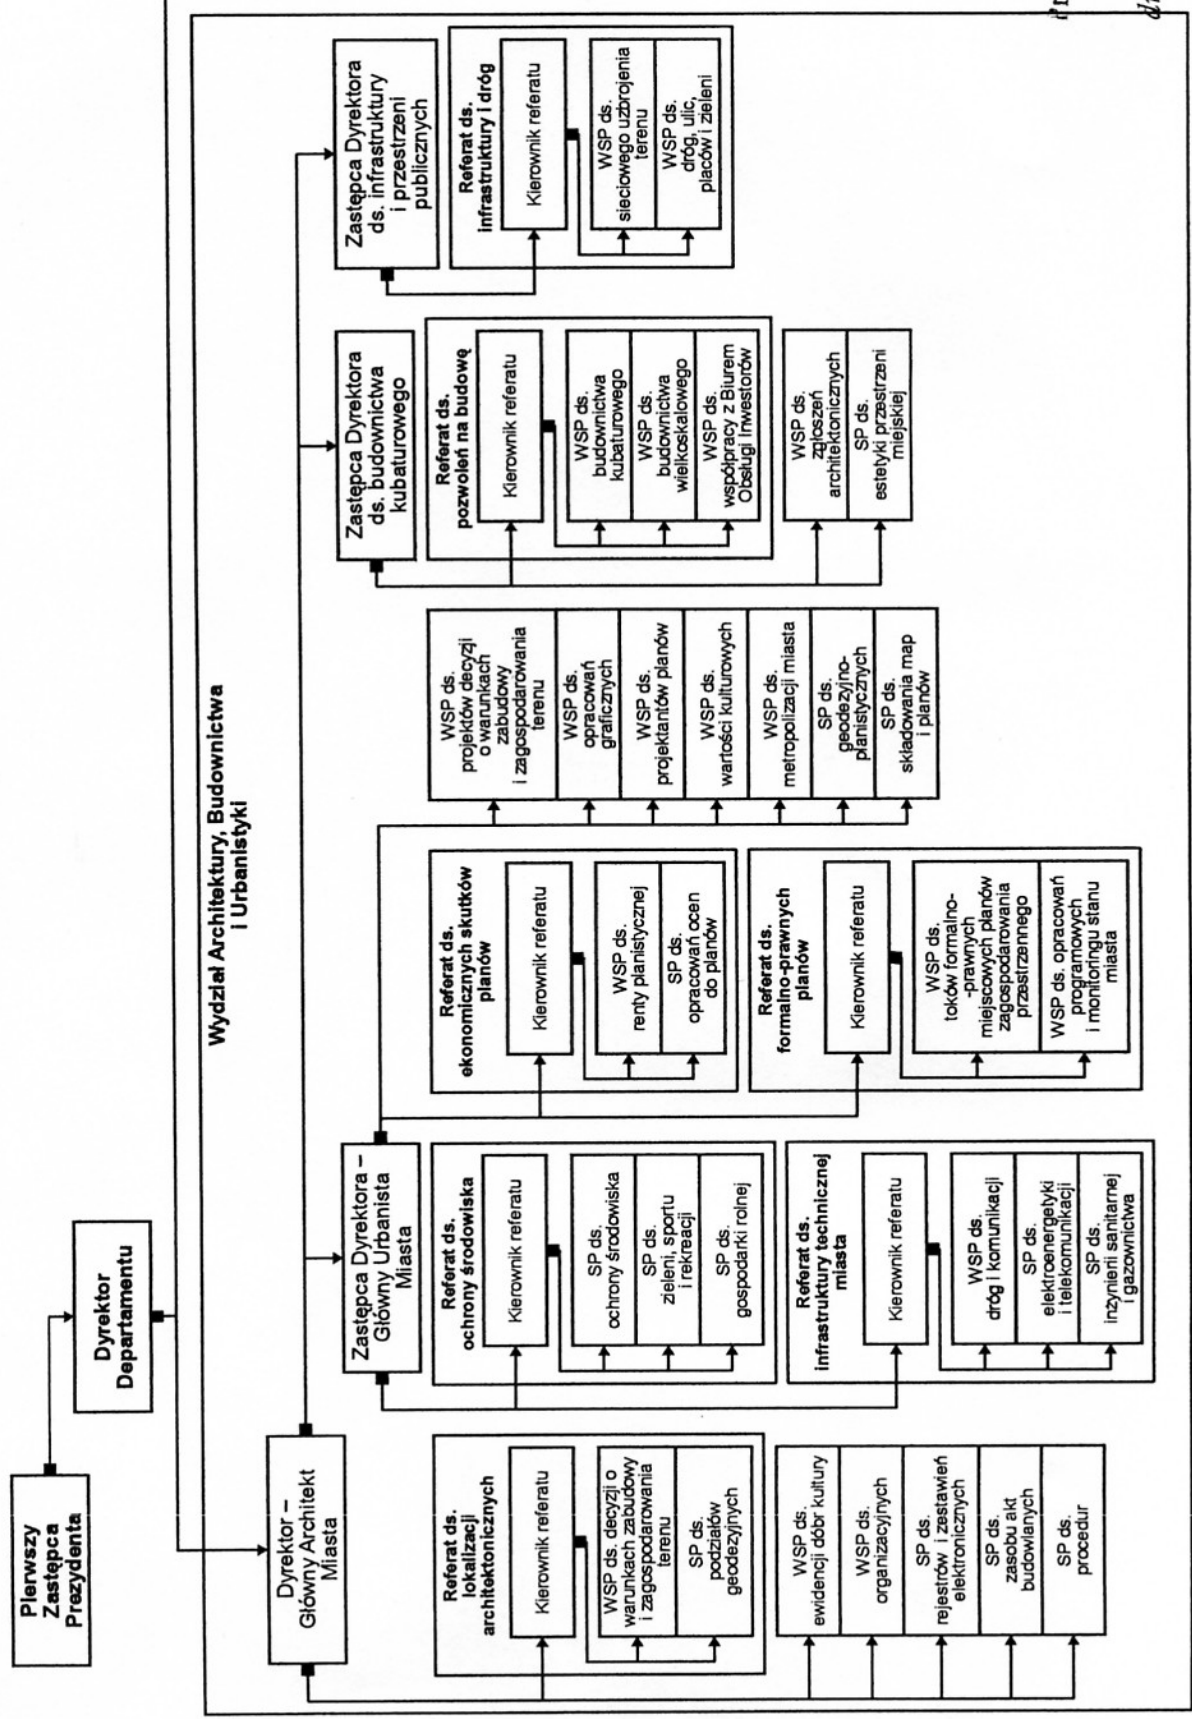 Pierwszy
Zastępca
Prezydenta
Dyrektor
Departamentu
Wydział Architektury, Budownictwa
i Urbanistyki
Dyrektor –
Główny Architekt
Miasta
Zastępca Dyrektora –
Główny Urbanista
Miasta
Zastępca Dyrektora
ds. budownictwa
kubaturowego
Zastępca Dyrektora
ds. infrastruktury
i przestrzeni
publicznych
Referat ds.
lokalizacji
architektonicznych
Kierownik referatu
WSP ds. decyzji o
warunkach zabudowy
i zagospodarowania
terenu
SP ds.
podziałów
geodezyjnych
WSP ds.
ewidencji dóbr kultury
WSP ds.
organizacyjnych
SP ds.
rejestrów i zestawień
elektronicznych
SP ds.
zasobu akt
budowlanych
SP ds.
procedur
Referat ds.
ochrony środowiska
Kierownik referatu
SP ds.
ochrony środowiska
SP ds.
zieleni, sportu
i rekreacji
SP ds.
gospodarki rolnej
Referat ds.
infrastruktury technicznej
miasta
Kierownik referatu
WSP ds.
dróg i komunikacji
SP ds.
elektroenergetyki
i telekomunikacji
SP ds.
inżynierii sanitarnej
i gazownictwa
Referat ds.
ekonomicznych skutków
planów
Kierownik referatu
WSP ds.
renty planistycznej
SP ds.
opracowań ocen
do planów
Referat ds.
formalno-prawnych
planów
Kierownik referatu
WSP ds.
toków formalno-
-prawnych
miejscowych planów
zagospodarowania
przestrzennego
WSP ds. opracowań
programowych
i monitoringu stanu
miasta
WSP ds.
projektów decyzji
o warunkach
zabudowy
i zagospodarowania
terenu
WSP ds.
opracowań
graficznych
WSP ds.
projektantów planów
WSP ds.
wartości kulturowych
WSP ds.
metropolizacji miasta
SP ds.
geodezyjno-
planistycznych
SP ds.
składowania map
i planów
Referat ds.
pozwoleń na budowę
Kierownik referatu
WSP ds.
budownictwa
kubaturowego
WSP ds.
budownictwa
wielkoskalowego
WSP ds.
współpracy z Biurem
Obsługi Inwestorów
WSP ds.
zgłoszeń
architektonicznych
SP ds.
estetyki przestrzeni
miejskiej
Referat ds.
infrastruktury i dróg
Kierownik referatu
WSP ds.
sieciowego uzbrojenia
terenu
WSP ds.
dróg, ulic,
placów i zieleni